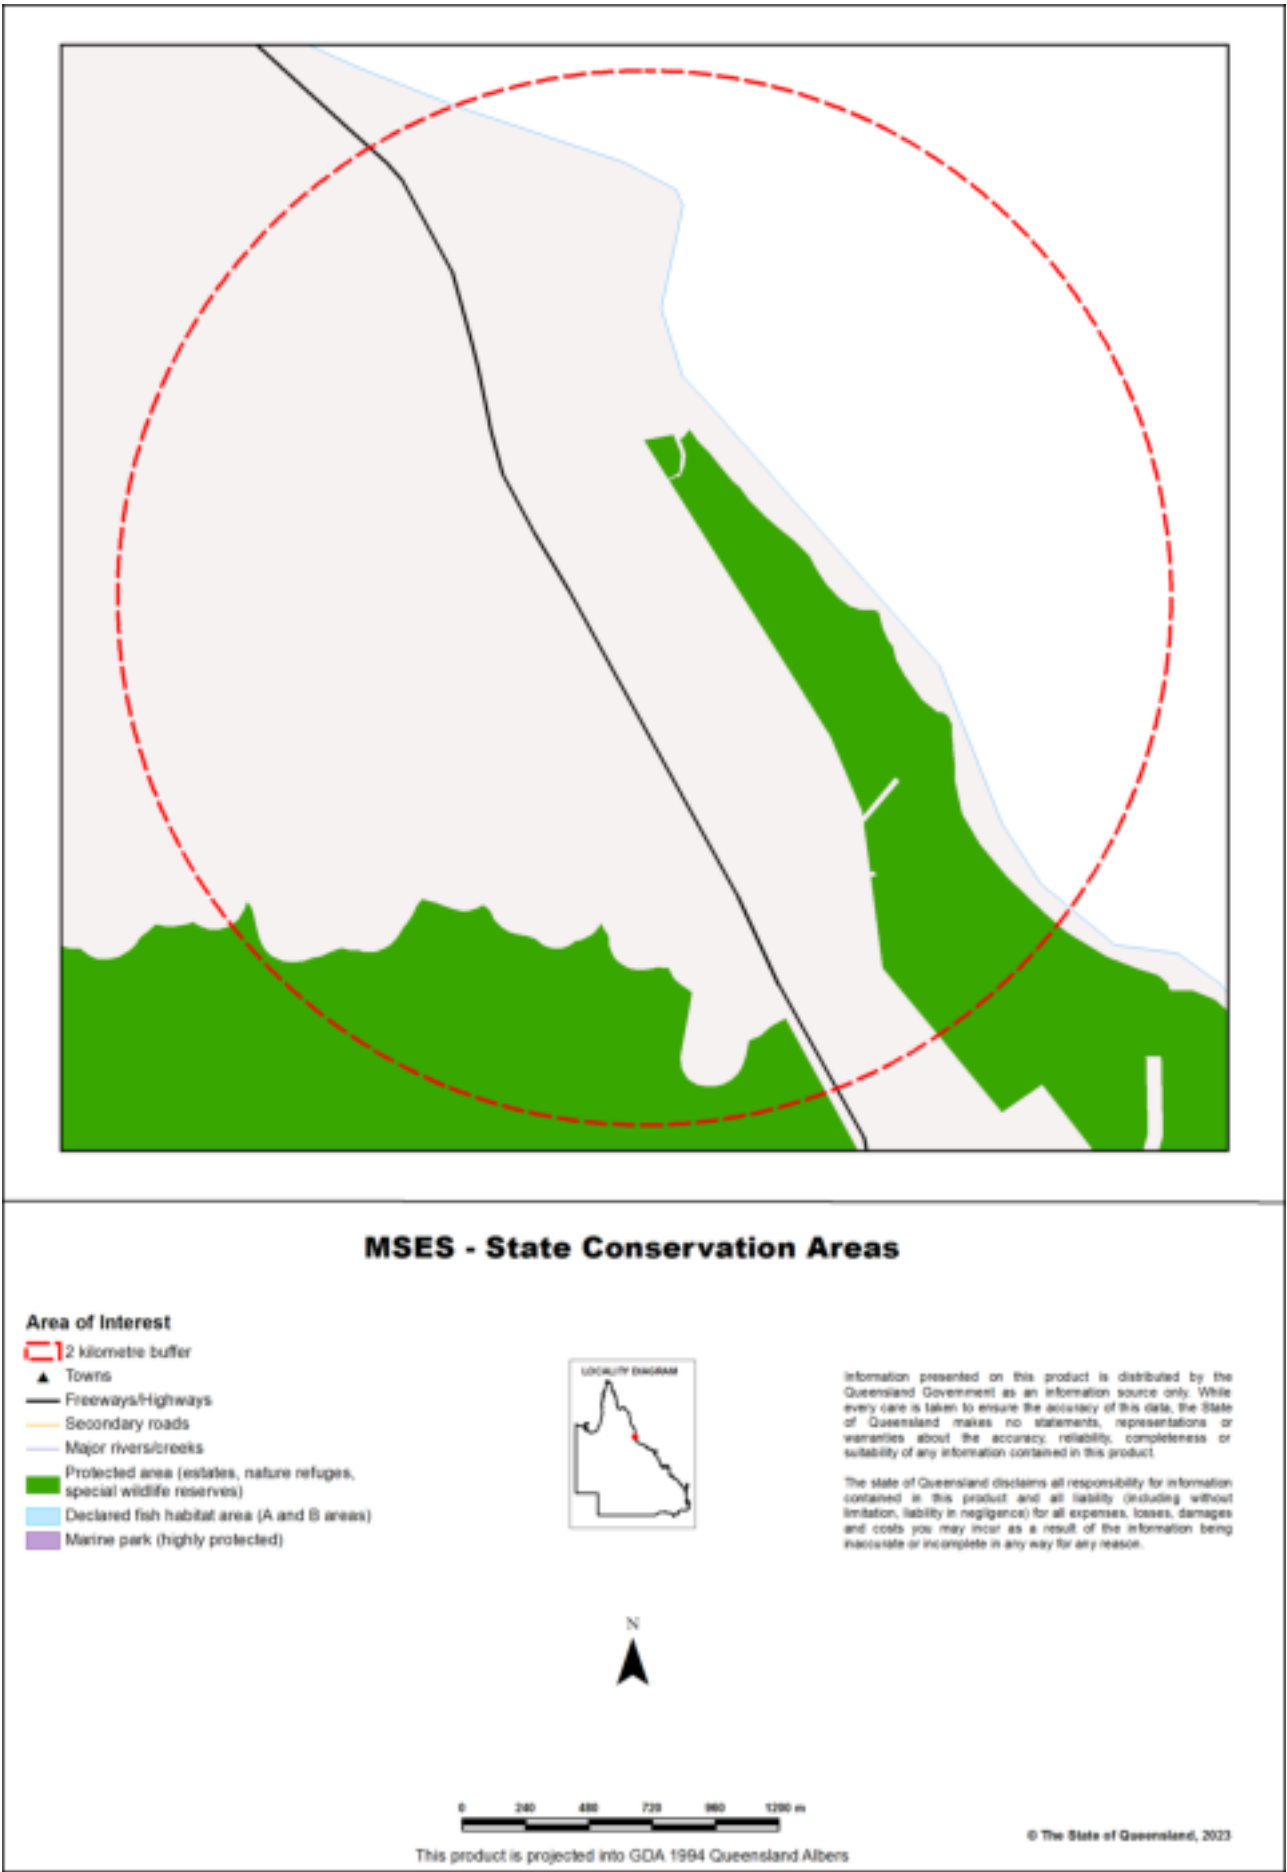 MSES - State Conservation Areas
Area of Interest
2 kilometre buffer
Towns
Freeways/Highways
Secondary roads
Major rivers/creeks
Protected area (estates, nature refuges,
special wildlife reserves)
Declared fish habitat area (A and B areas)
Marine park (highly protected)
LOCALITY DIAGRAM
Information presented on this product is distributed by the
Queensland Government as an information source only. While
every care is taken to ensure the accuracy of this data, the State
of Queensland makes no statements, representations or
warranties about the accuracy, reliability, completeness or
suitability of any information contained in this product.
The state of Queensland disclaims all responsibility for information
contained in this product and all liability (including without
limitation, liability in negligence) for all expenses, losses, damages
and costs you may incur as a result of the information being
inaccurate or incomplete in any way for any reason.
N
0 240 480 720 960 1200 m
This product is projected into GDA 1994 Queensland Albers
© The State of Queensland, 2023